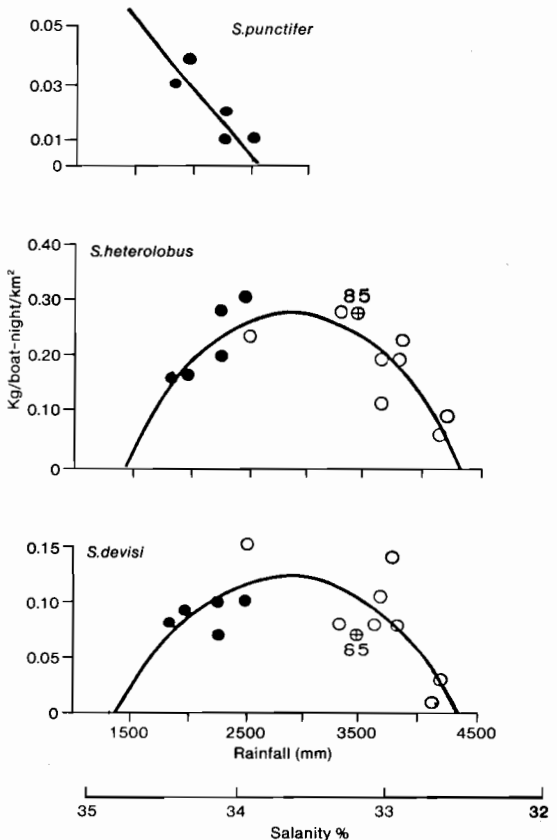 S.punctifer
0.05
0.03
0.01
0
S.heterolobus
0.40
0.30
0.20
0.10
0
85
Kg/boat-night/km²
S.devisi
0.15
0.10
0.05
0
65
1500 2500 3500 4500
Rainfall (mm)
35 34 33 32
Salanity %